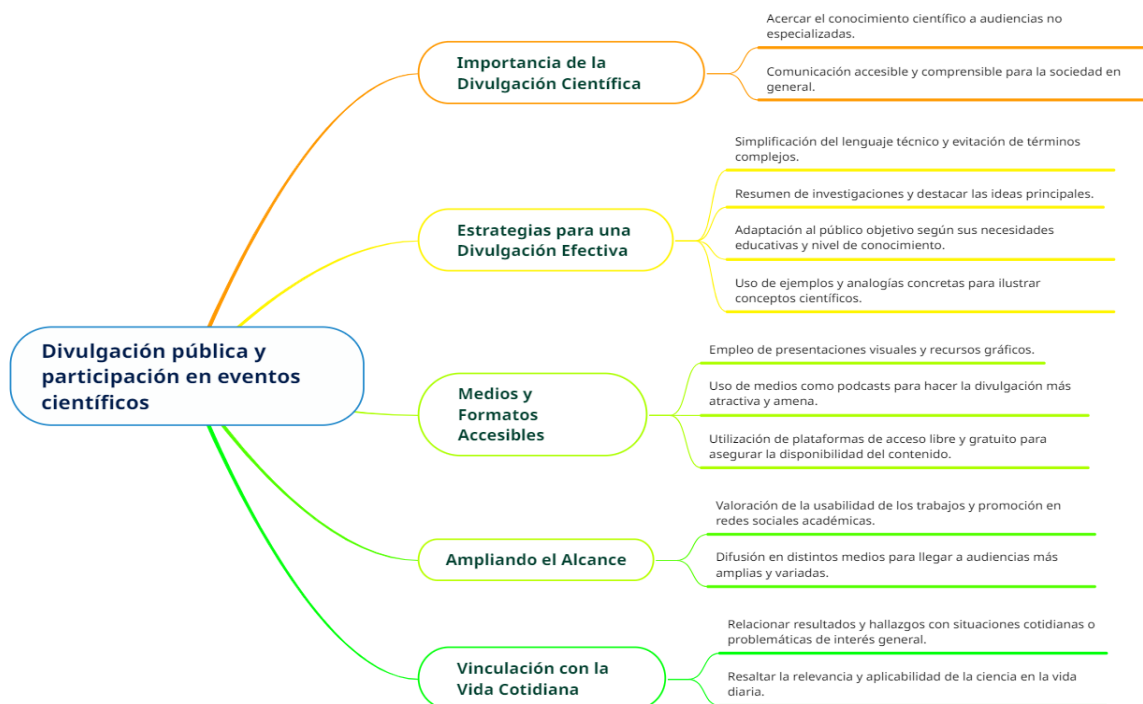 Divulgación pública y
participación en eventos
científicos
Importancia de la
Divulgación Científica
Acercar el conocimiento científico a audiencias no
especializadas.
Comunicación accesible y comprensible para la sociedad en
general.
Estrategias para una
Divulgación Efectiva
Simplificación del lenguaje técnico y evitación de términos
complejos.
Resumen de investigaciones y destacar las ideas principales.
Adaptación al público objetivo según sus necesidades
educativas y nivel de conocimiento.
Uso de ejemplos y analogías concretas para ilustrar
conceptos científicos.
Medios y
Formatos
Accesibles
Empleo de presentaciones visuales y recursos gráficos.
Uso de medios como podcasts para hacer la divulgación más
atractiva y amena.
Utilización de plataformas de acceso libre y gratuito para
asegurar la disponibilidad del contenido.
Ampliando el Alcance
Valoración de la usabilidad de los trabajos y promoción en
redes sociales académicas.
Difusión en distintos medios para llegar a audiencias más
amplias y variadas.
Vinculación con la
Vida Cotidiana
Relacionar resultados y hallazgos con situaciones cotidianas o
problemáticas de interés general.
Resaltar la relevancia y aplicabilidad de la ciencia en la vida
diaria.